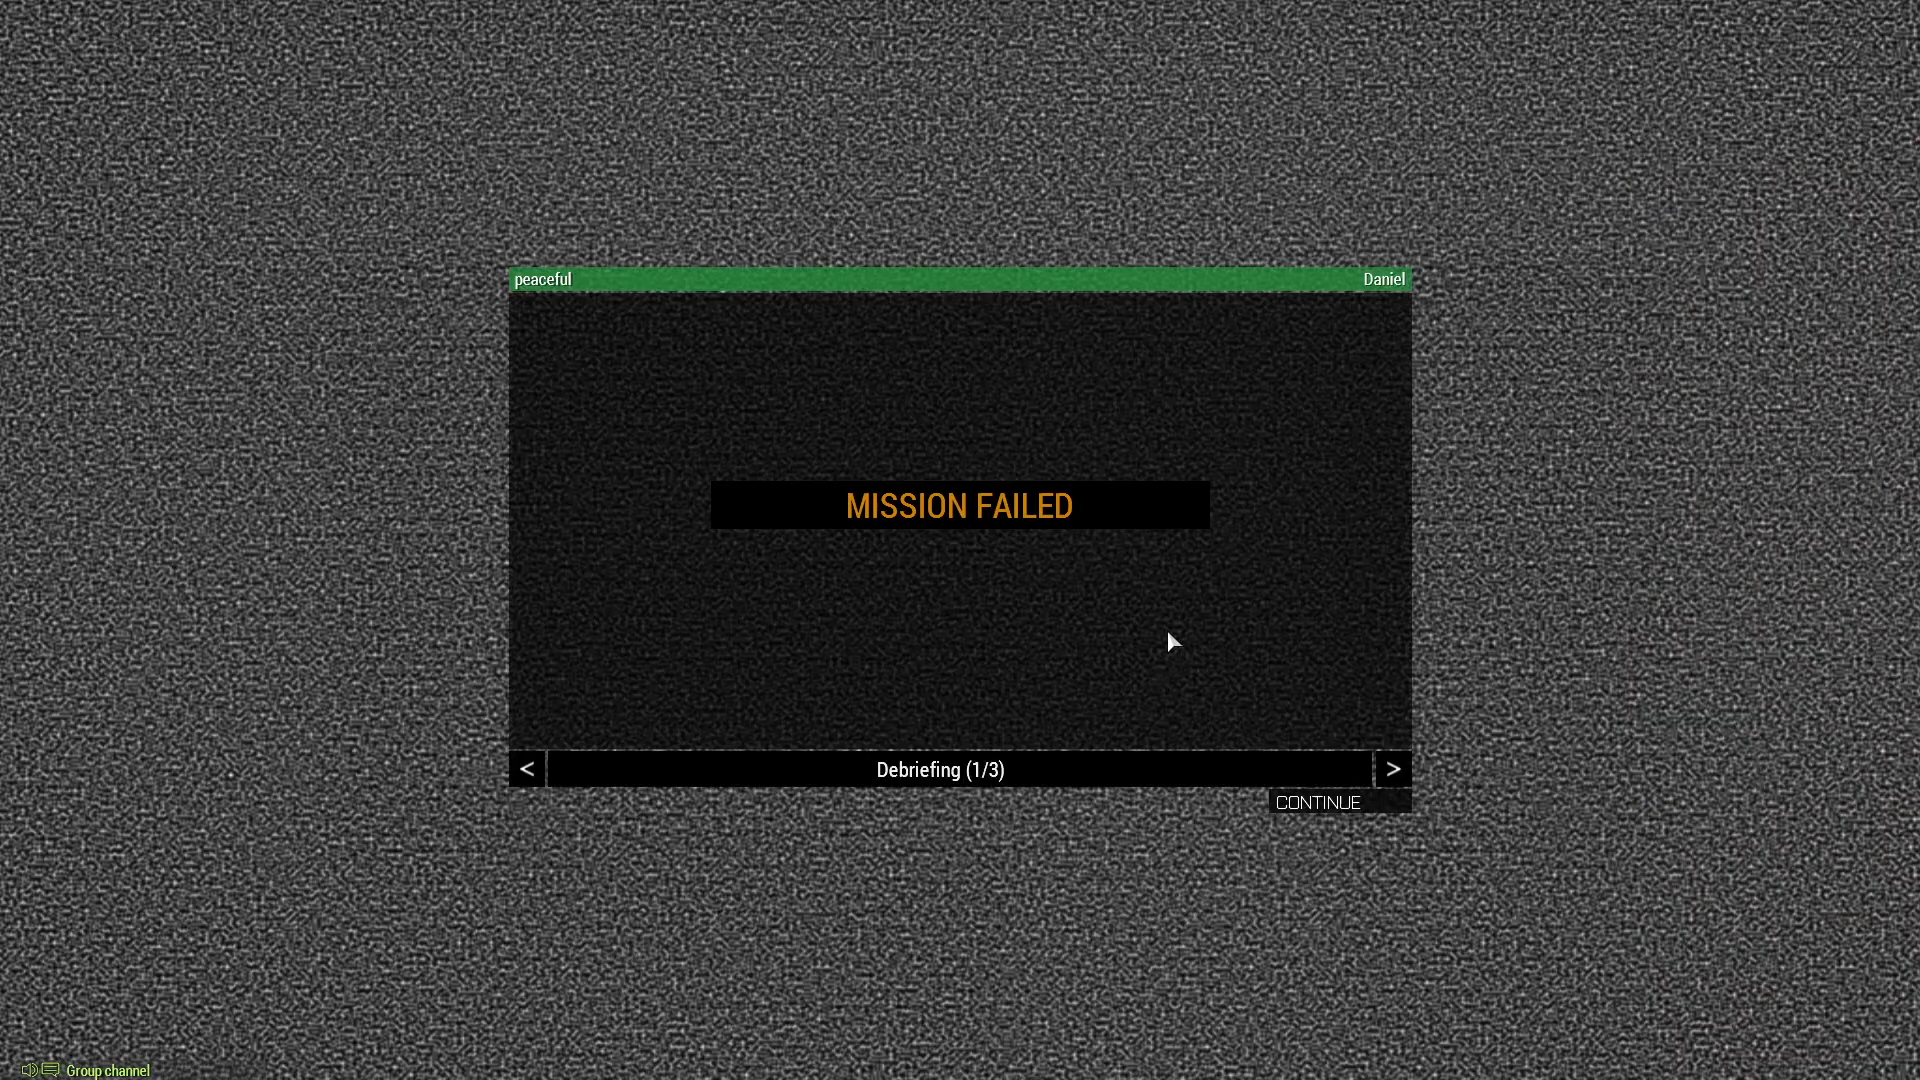 peaceful
Daniel
MISSION FAILED
< Debriefing (1/3) >
CONTINUE
Group channel